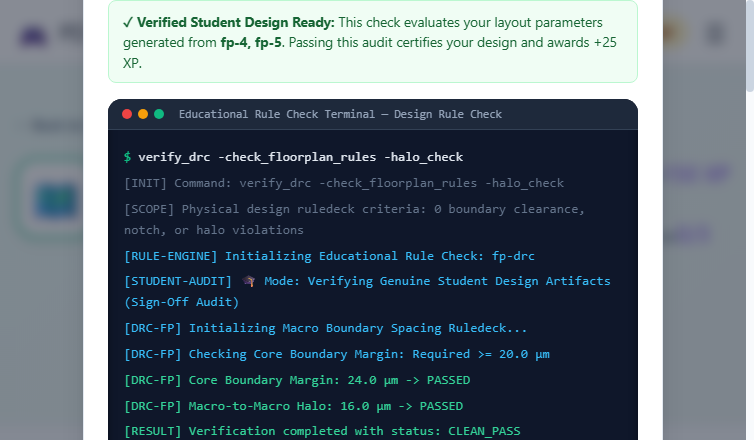 ✓ Verified Student Design Ready: This check evaluates your layout parameters
generated from fp-4, fp-5. Passing this audit certifies your design and awards +25
XP.
Educational Rule Check Terminal — Design Rule Check
$ verify_drc -check_floorplan_rules -halo_check
[INIT] Command: verify_drc -check_floorplan_rules -halo_check
[SCOPE] Physical design ruledeck criteria: 0 boundary clearance,
notch, or halo violations
[RULE-ENGINE] Initializing Educational Rule Check: fp-drc
[STUDENT-AUDIT] 🎓 Mode: Verifying Genuine Student Design Artifacts
(Sign-Off Audit)
[DRC-FP] Initializing Macro Boundary Spacing Ruledeck...
[DRC-FP] Checking Core Boundary Margin: Required >= 20.0 μm
[DRC-FP] Core Boundary Margin: 24.0 μm -> PASSED
[DRC-FP] Macro-to-Macro Halo: 16.0 μm -> PASSED
[RESULT] Verification completed with status: CLEAN_PASS